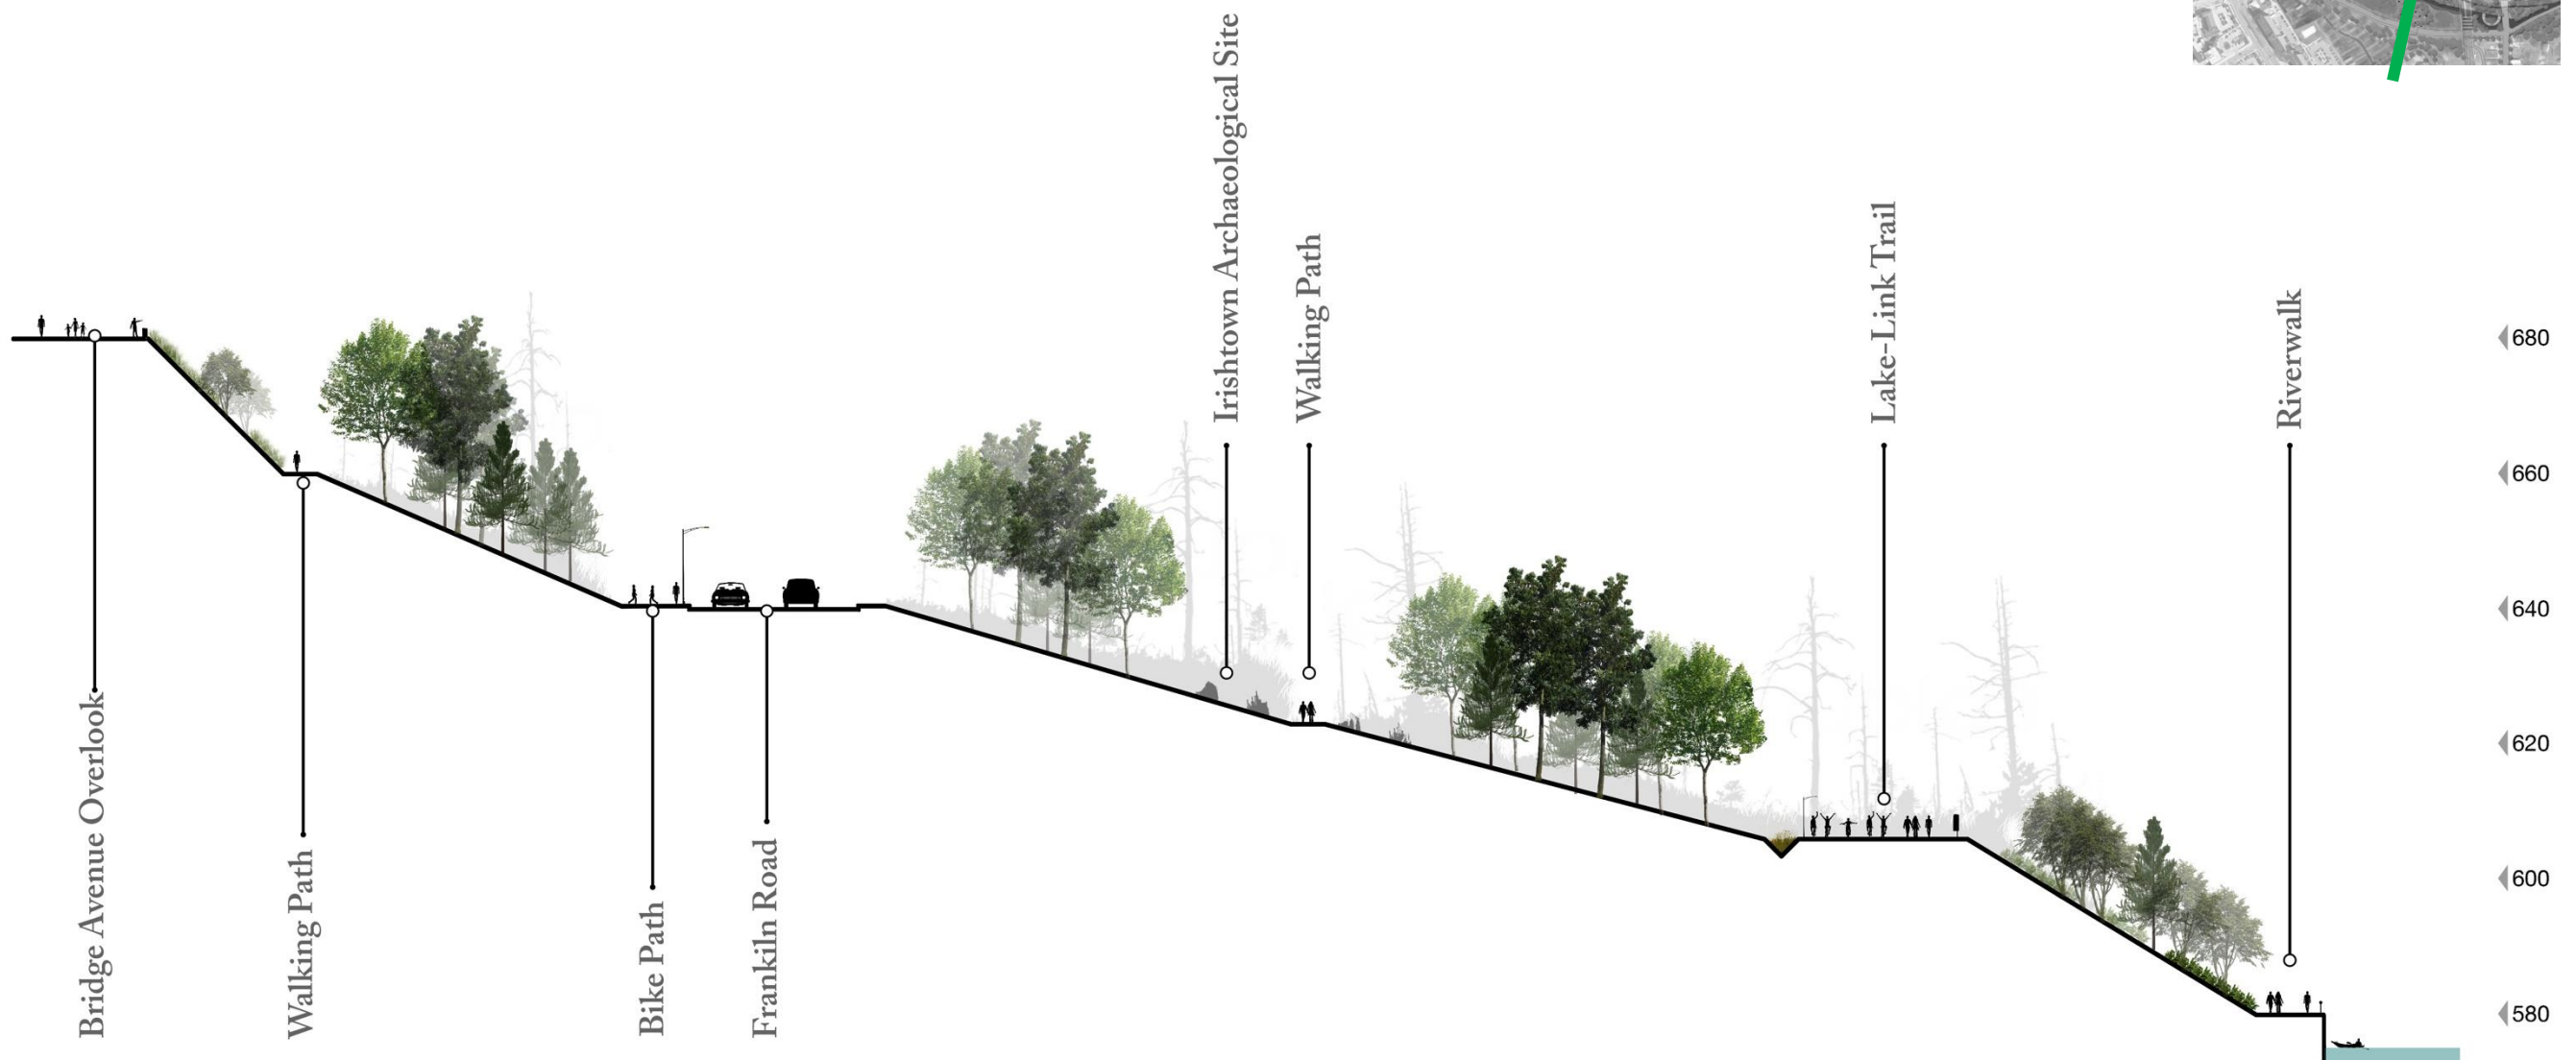 Bridge Avenue Overlook
Walking Path
Bike Path
Frankiln Road
Irishtown Archaeological Site
Walking Path
Lake-Link Trail
Riverwalk
680
660
640
620
600
580